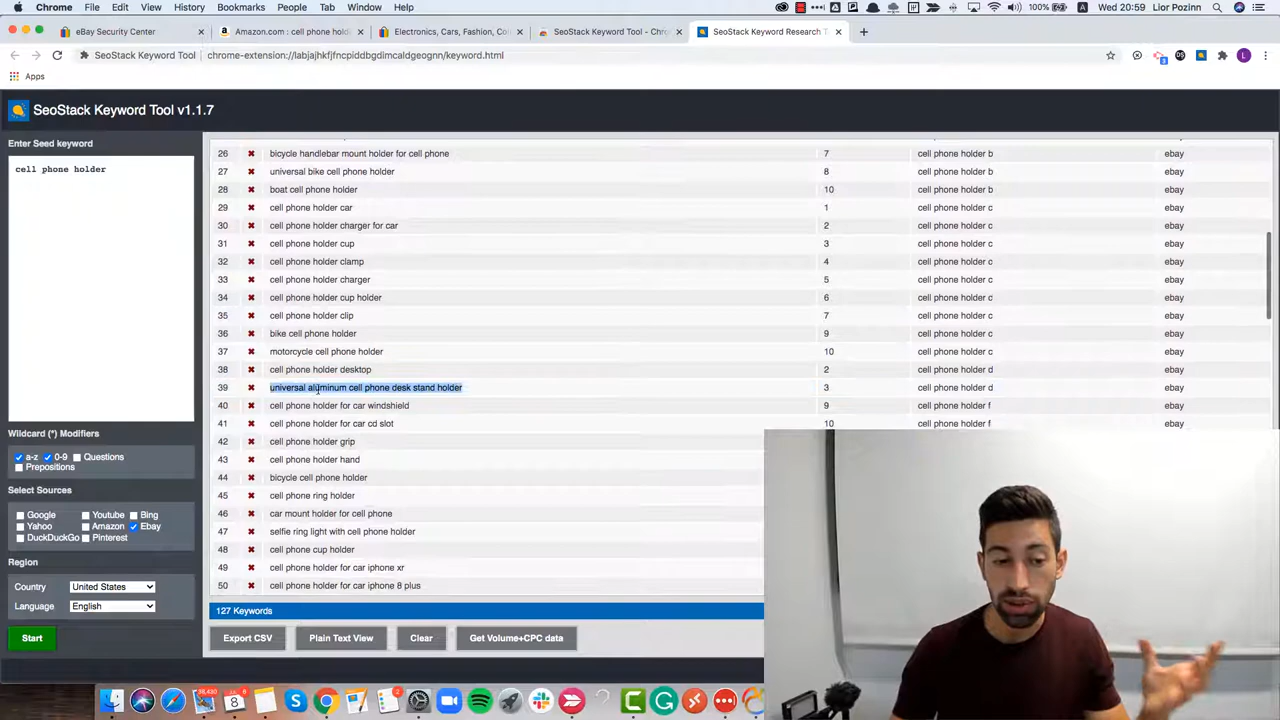 Chrome File Edit View History Bookmarks People Tab Window Help 100% Wed 20:59 Lior Pozinn
eBay Security Center
Amazon.com : cell phone hold
Electronics, Cars, Fashion, Col
SeoStack Keyword Tool - Chro
SeoStack Keyword Research T
SeoStack Keyword Tool chrome-extension://labjajhkfjfncpiddbgdimcaldgeognn/keyword.html
Apps
SeoStack Keyword Tool v1.1.7
Enter Seed keyword
cell phone holder
Wildcard (*) Modifiers
a-z 0-9 Questions
Prepositions
Select Sources
Google Youtube Bing
Yahoo Amazon Ebay
DuckDuckGo Pinterest
Region
Country United States
Language English
Start
26 bicycle handlebar mount holder for cell phone 7 cell phone holder b ebay
27 universal bike cell phone holder 8 cell phone holder b ebay
28 boat cell phone holder 10 cell phone holder b ebay
29 cell phone holder car 1 cell phone holder c ebay
30 cell phone holder charger for car 2 cell phone holder c ebay
31 cell phone holder cup 3 cell phone holder c ebay
32 cell phone holder clamp 4 cell phone holder c ebay
33 cell phone holder charger 5 cell phone holder c ebay
34 cell phone holder cup holder 6 cell phone holder c ebay
35 cell phone holder clip 7 cell phone holder c ebay
36 bike cell phone holder 9 cell phone holder c ebay
37 motorcycle cell phone holder 10 cell phone holder c ebay
38 cell phone holder desktop 2 cell phone holder d ebay
39 universal aluminum cell phone desk stand holder 3 cell phone holder d ebay
40 cell phone holder for car windshield 9 cell phone holder f ebay
41 cell phone holder for car cd slot 10 cell phone holder f ebay
42 cell phone holder grip
43 cell phone holder hand
44 bicycle cell phone holder
45 cell phone ring holder
46 car mount holder for cell phone
47 selfie ring light with cell phone holder
48 cell phone cup holder
49 cell phone holder for car iphone xr
50 cell phone holder for car iphone 8 plus
127 Keywords
Export CSV Plain Text View Clear Get Volume+CPC data